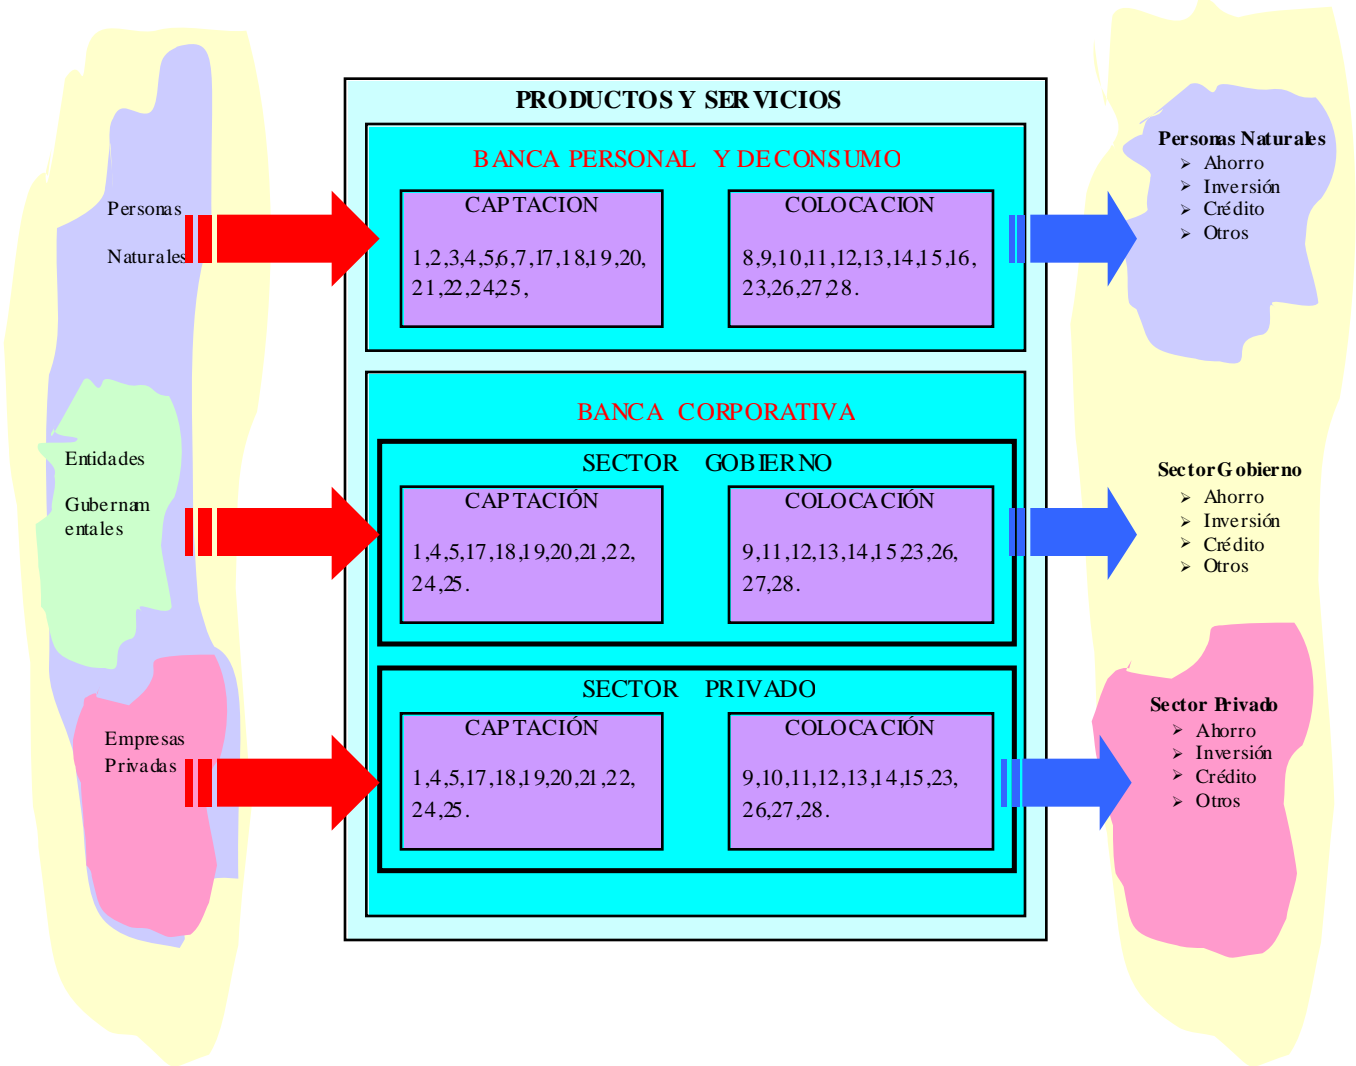 PRODUCTOS Y SERVICIOS
BANCA PERSONAL Y DE CONSUMO
Personas
Naturales
CAPTACION
1,2,3,4,5,6,7,17,18,19,20,
21,22,24,25,
COLOCACION
8,9,10,11,12,13,14,15,16,
23,26,27,28.
Personas Naturales
➢ Ahorro
➢ Inversión
➢ Crédito
➢ Otros
BANCA CORPORATIVA
SECTOR GOBIERNO
Entidades
Gubernam
entales
CAPTACIÓN
1,4,5,17,18,19,20,21,22,
24,25.
COLOCACIÓN
9,11,12,13,14,15,23,26,
27,28.
Sector Gobierno
➢ Ahorro
➢ Inversión
➢ Crédito
➢ Otros
SECTOR PRIVADO
Empresas
Privadas
CAPTACIÓN
1,4,5,17,18,19,20,21,22,
24,25.
COLOCACIÓN
9,10,11,12,13,14,15,23,
26,27,28.
Sector Privado
➢ Ahorro
➢ Inversión
➢ Crédito
➢ Otros